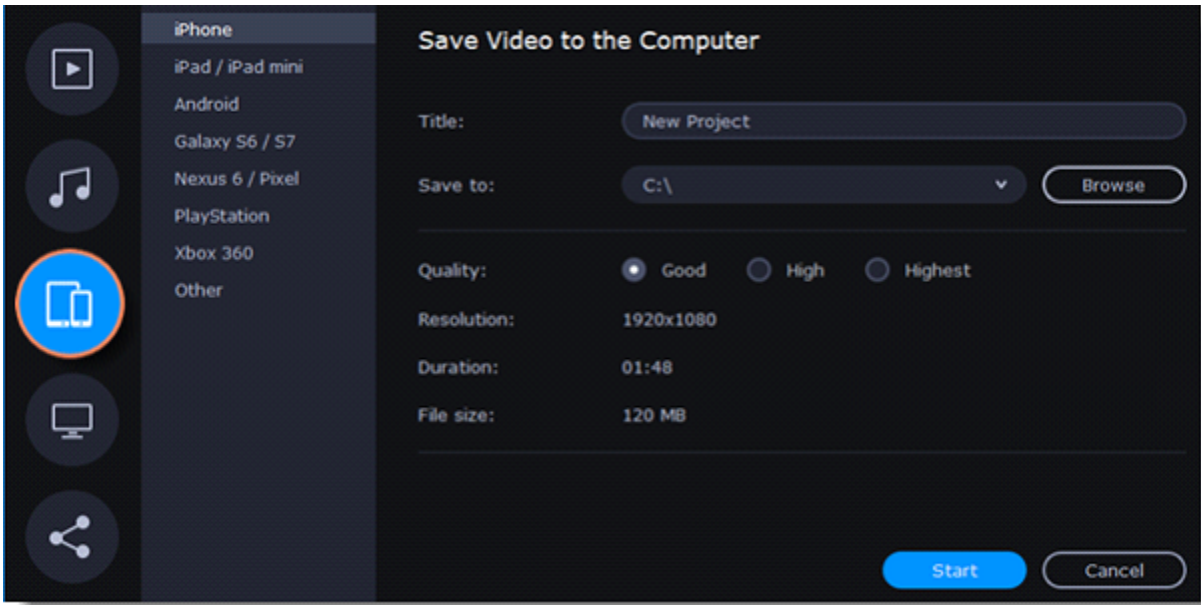 iPhone
iPad / iPad mini
Android
Galaxy S6 / S7
Nexus 6 / Pixel
PlayStation
Xbox 360
Other
Save Video to the Computer
Title: New Project
Save to: C:\ Browse
Quality: Good High Highest
Resolution: 1920x1080
Duration: 01:48
File size: 120 MB
Start Cancel